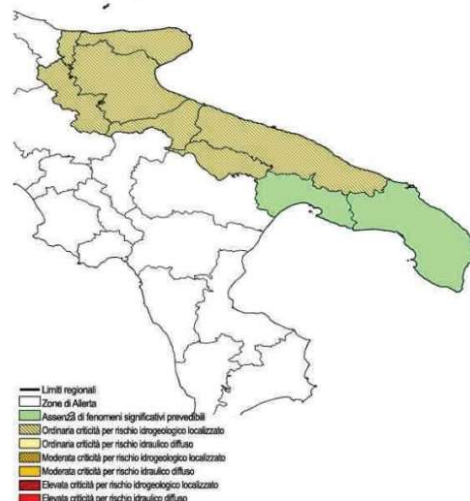 Limiti regionali
Zone di Allerta
Assenza di fenomeni significativi prevedibili
Ordinaria criticità per rischio idrogeologico localizzato
Ordinaria criticità per rischio idraulico diffuso
Moderata criticità per rischio idrogeologico localizzato
Moderata criticità per rischio idraulico diffuso
Elevata criticità per rischio idrogeologico localizzato
Elevata criticità per rischio idraulico diffuso